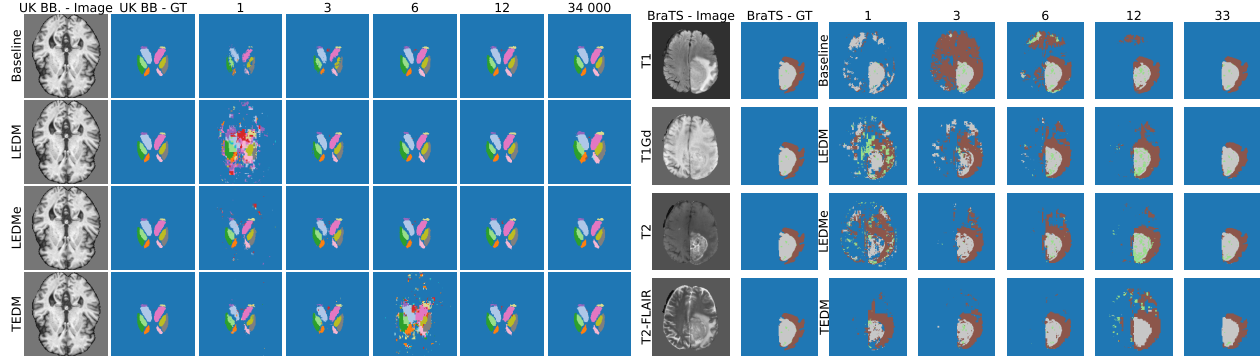 UK BB. - Image UK BB - GT 1 3 6 12 34 000
Baseline
LEDM
LEDMe
TEDM
BraTS - Image BraTS - GT 1 3 6 12 33
T1 Baseline
T1Gd LEDM
T2 LEDMe
T2-FLAIR TEDM